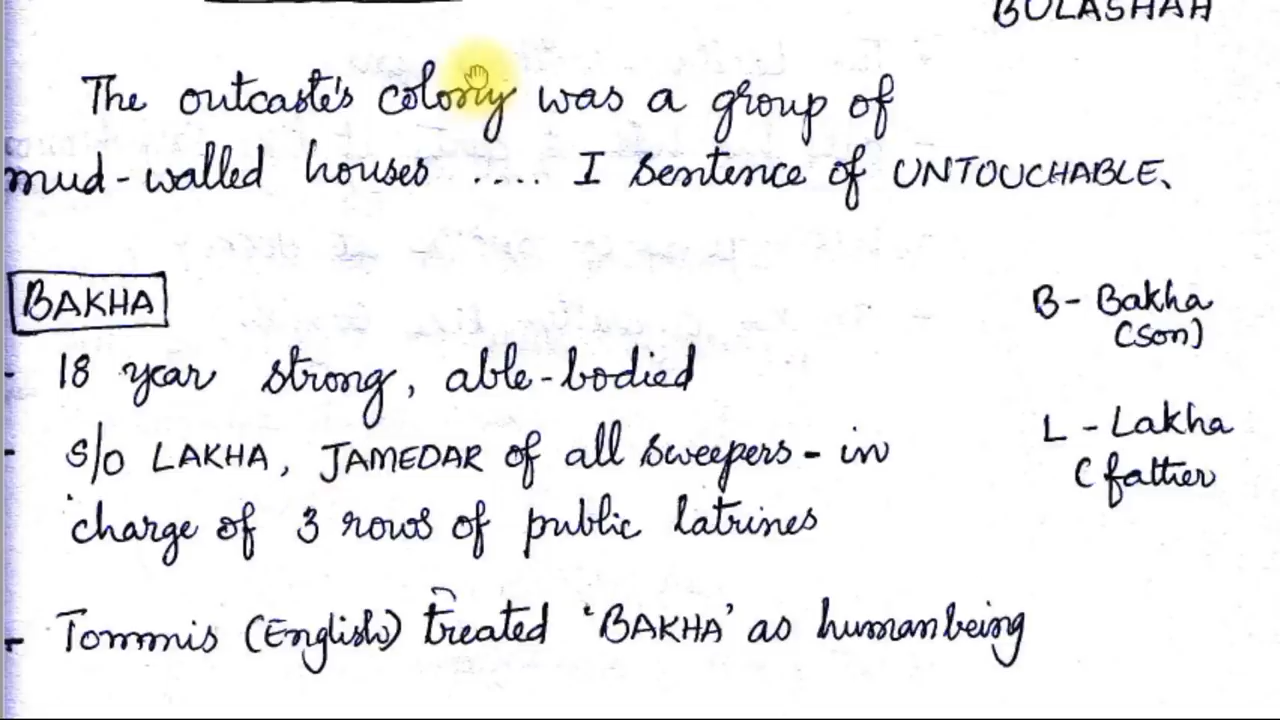 BULASHAH
The outcaste's colony was a group of
mud-walled houses .... I sentence of UNTOUCHABLE.
BAKHA
- 18 year strong, able-bodied
- S/O LAKHA, JAMEDAR of all sweepers - in
charge of 3 rows of public latrines
- Tommis (English) treated 'BAKHA' as human being
B - Bakha
(son)
L - Lakha
(father